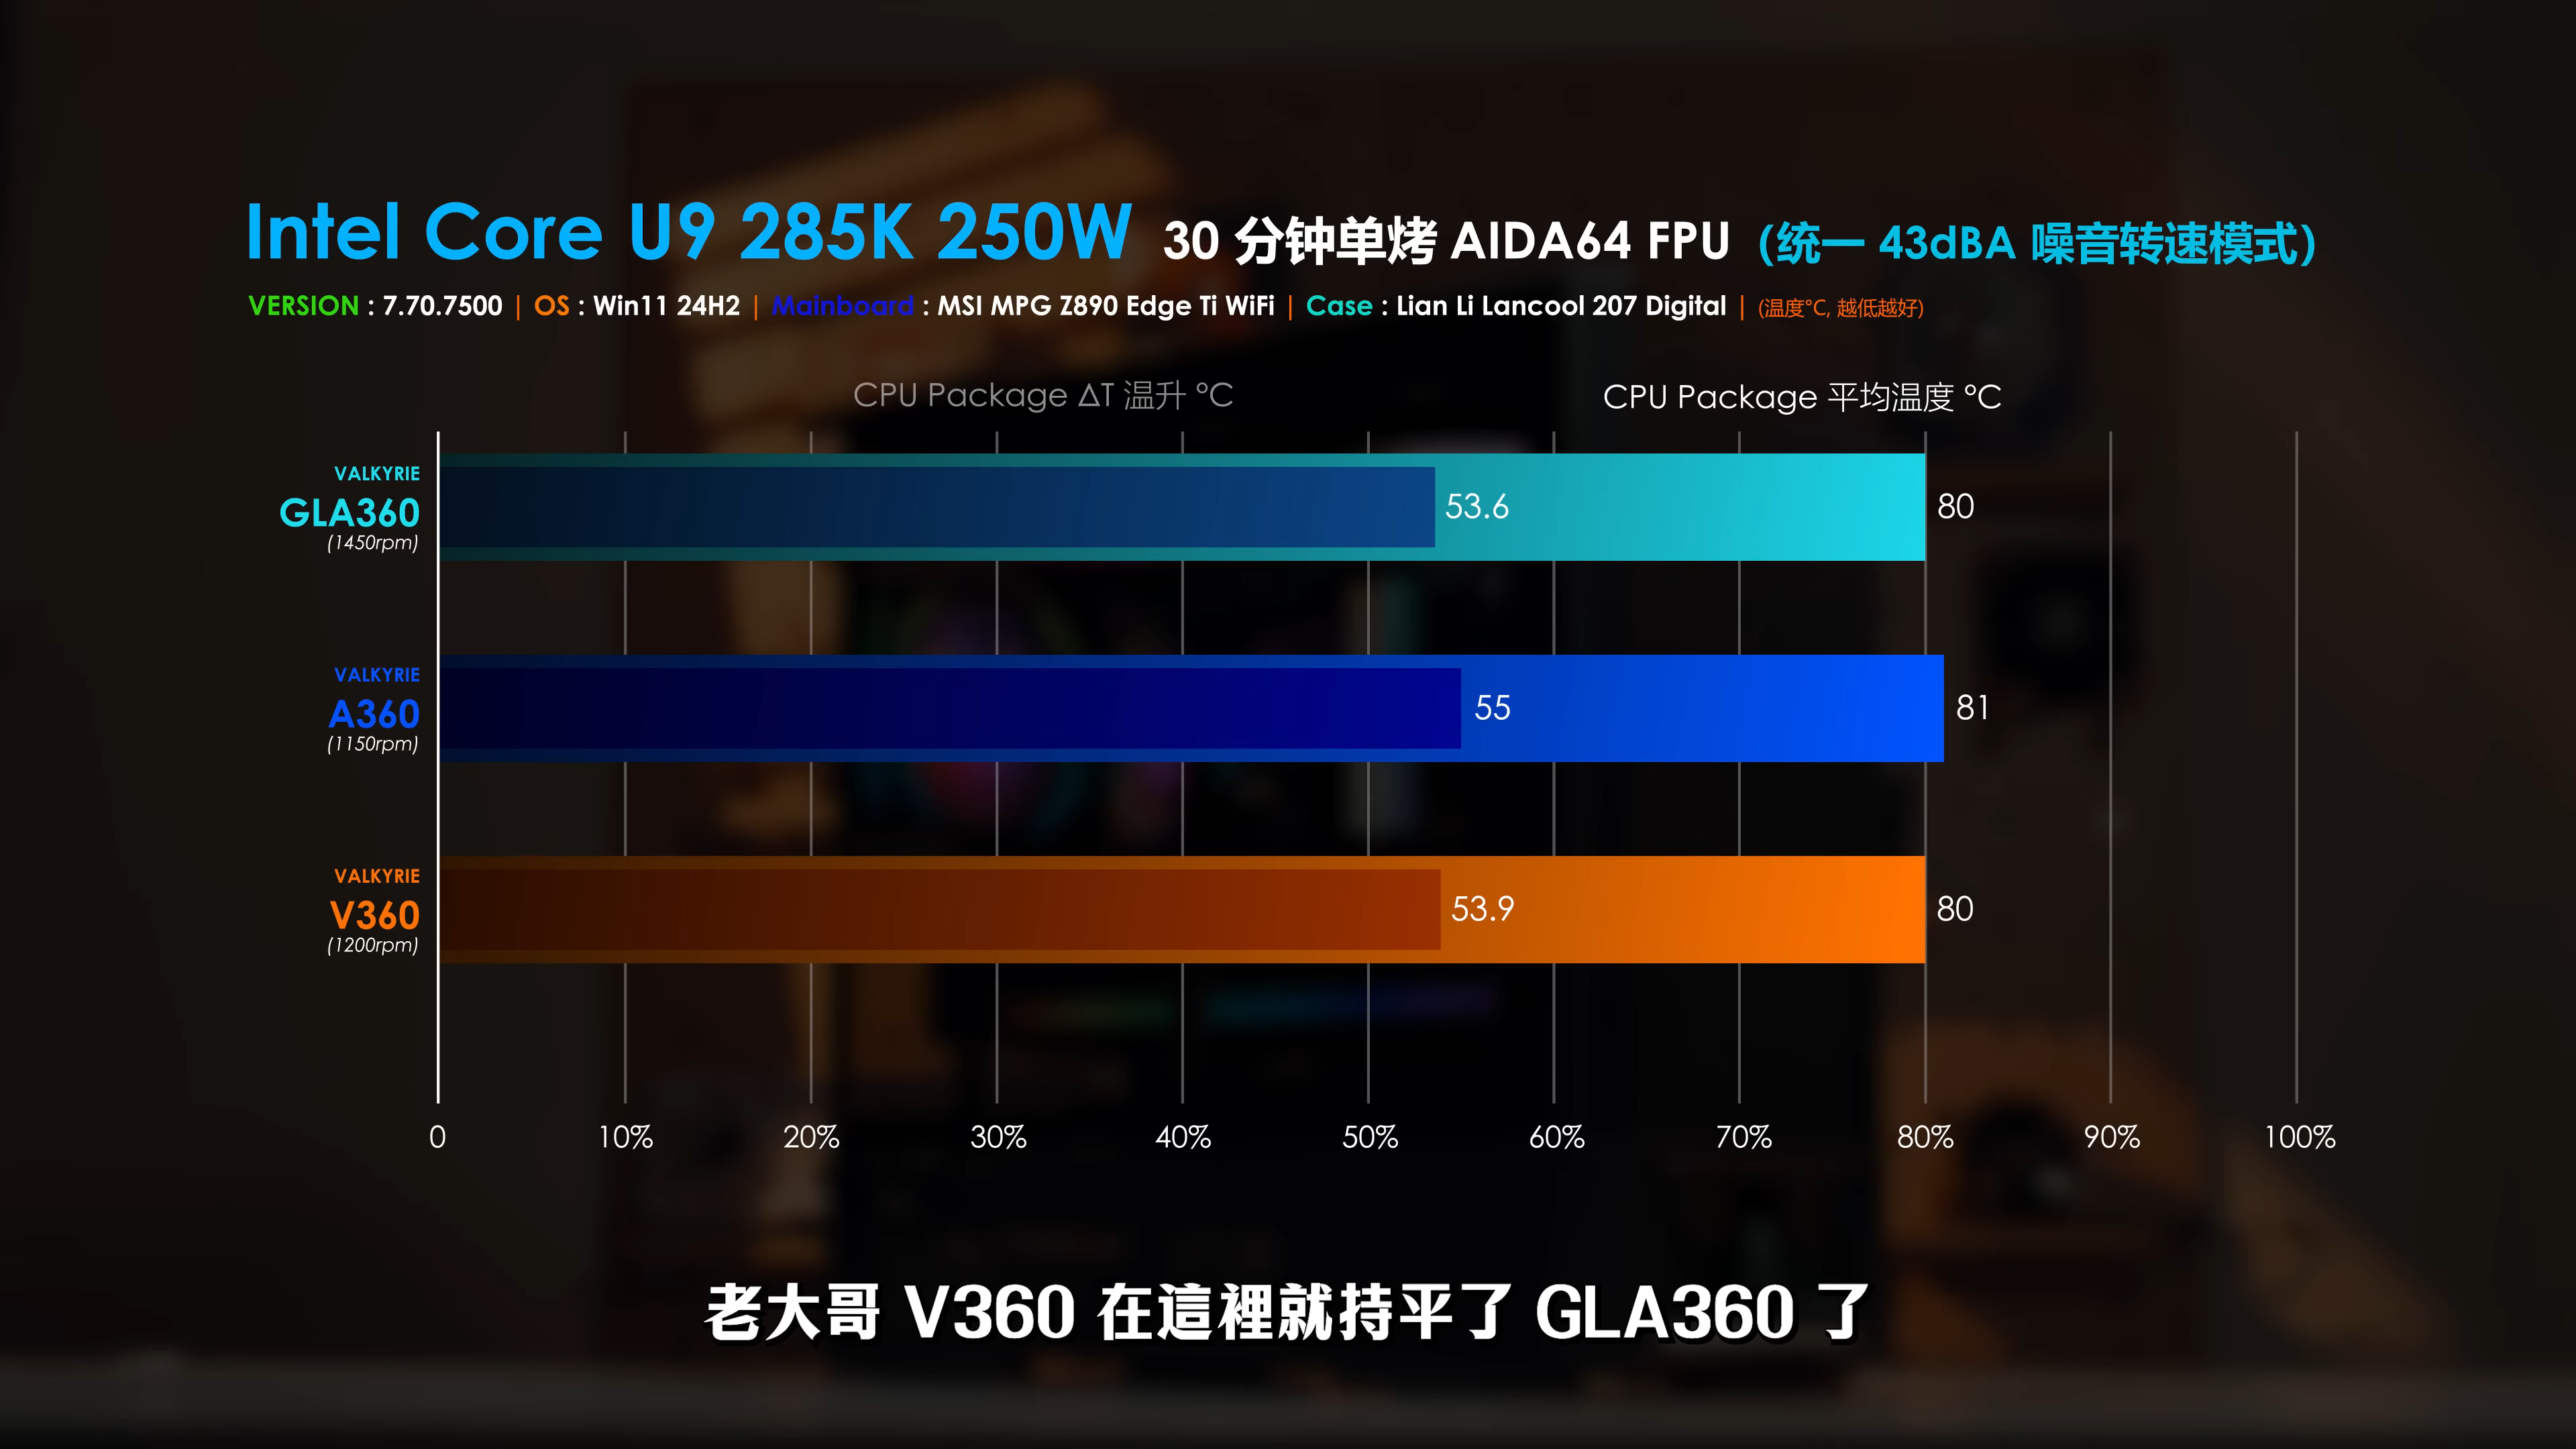 Intel Core U9 285K 250W 30 分钟单烤 AIDA64 FPU (统一 43dBA 噪音转速模式)
VERSION : 7.70.7500 | OS : Win11 24H2 | Mainboard : MSI MPG Z890 Edge Ti WiFi | Case : Lian Li Lancool 207 Digital | (温度°C, 越低越好)
CPU Package ΔT 温升 °C
CPU Package 平均温度 °C
VALKYRIE
GLA360
(1450rpm)
53.6
80
VALKYRIE
A360
(1150rpm)
55
81
VALKYRIE
V360
(1200rpm)
53.9
80
0 10% 20% 30% 40% 50% 60% 70% 80% 90% 100%
老大哥 V360 在這裡就持平了 GLA360 了